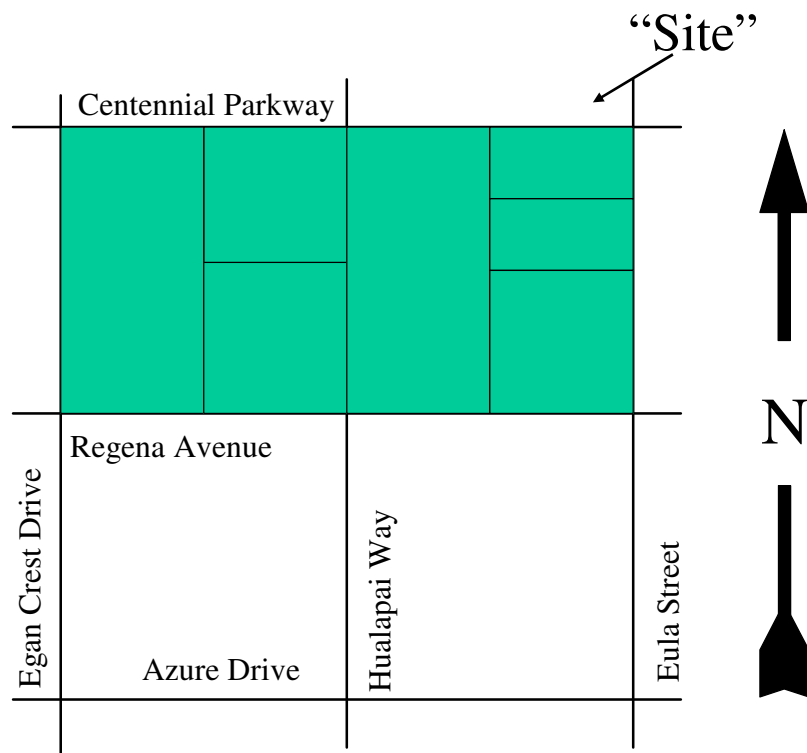 “Site”
Centennial Parkway
N
Regena Avenue
Egan Crest Drive
Hualapai Way
Eula Street
Azure Drive